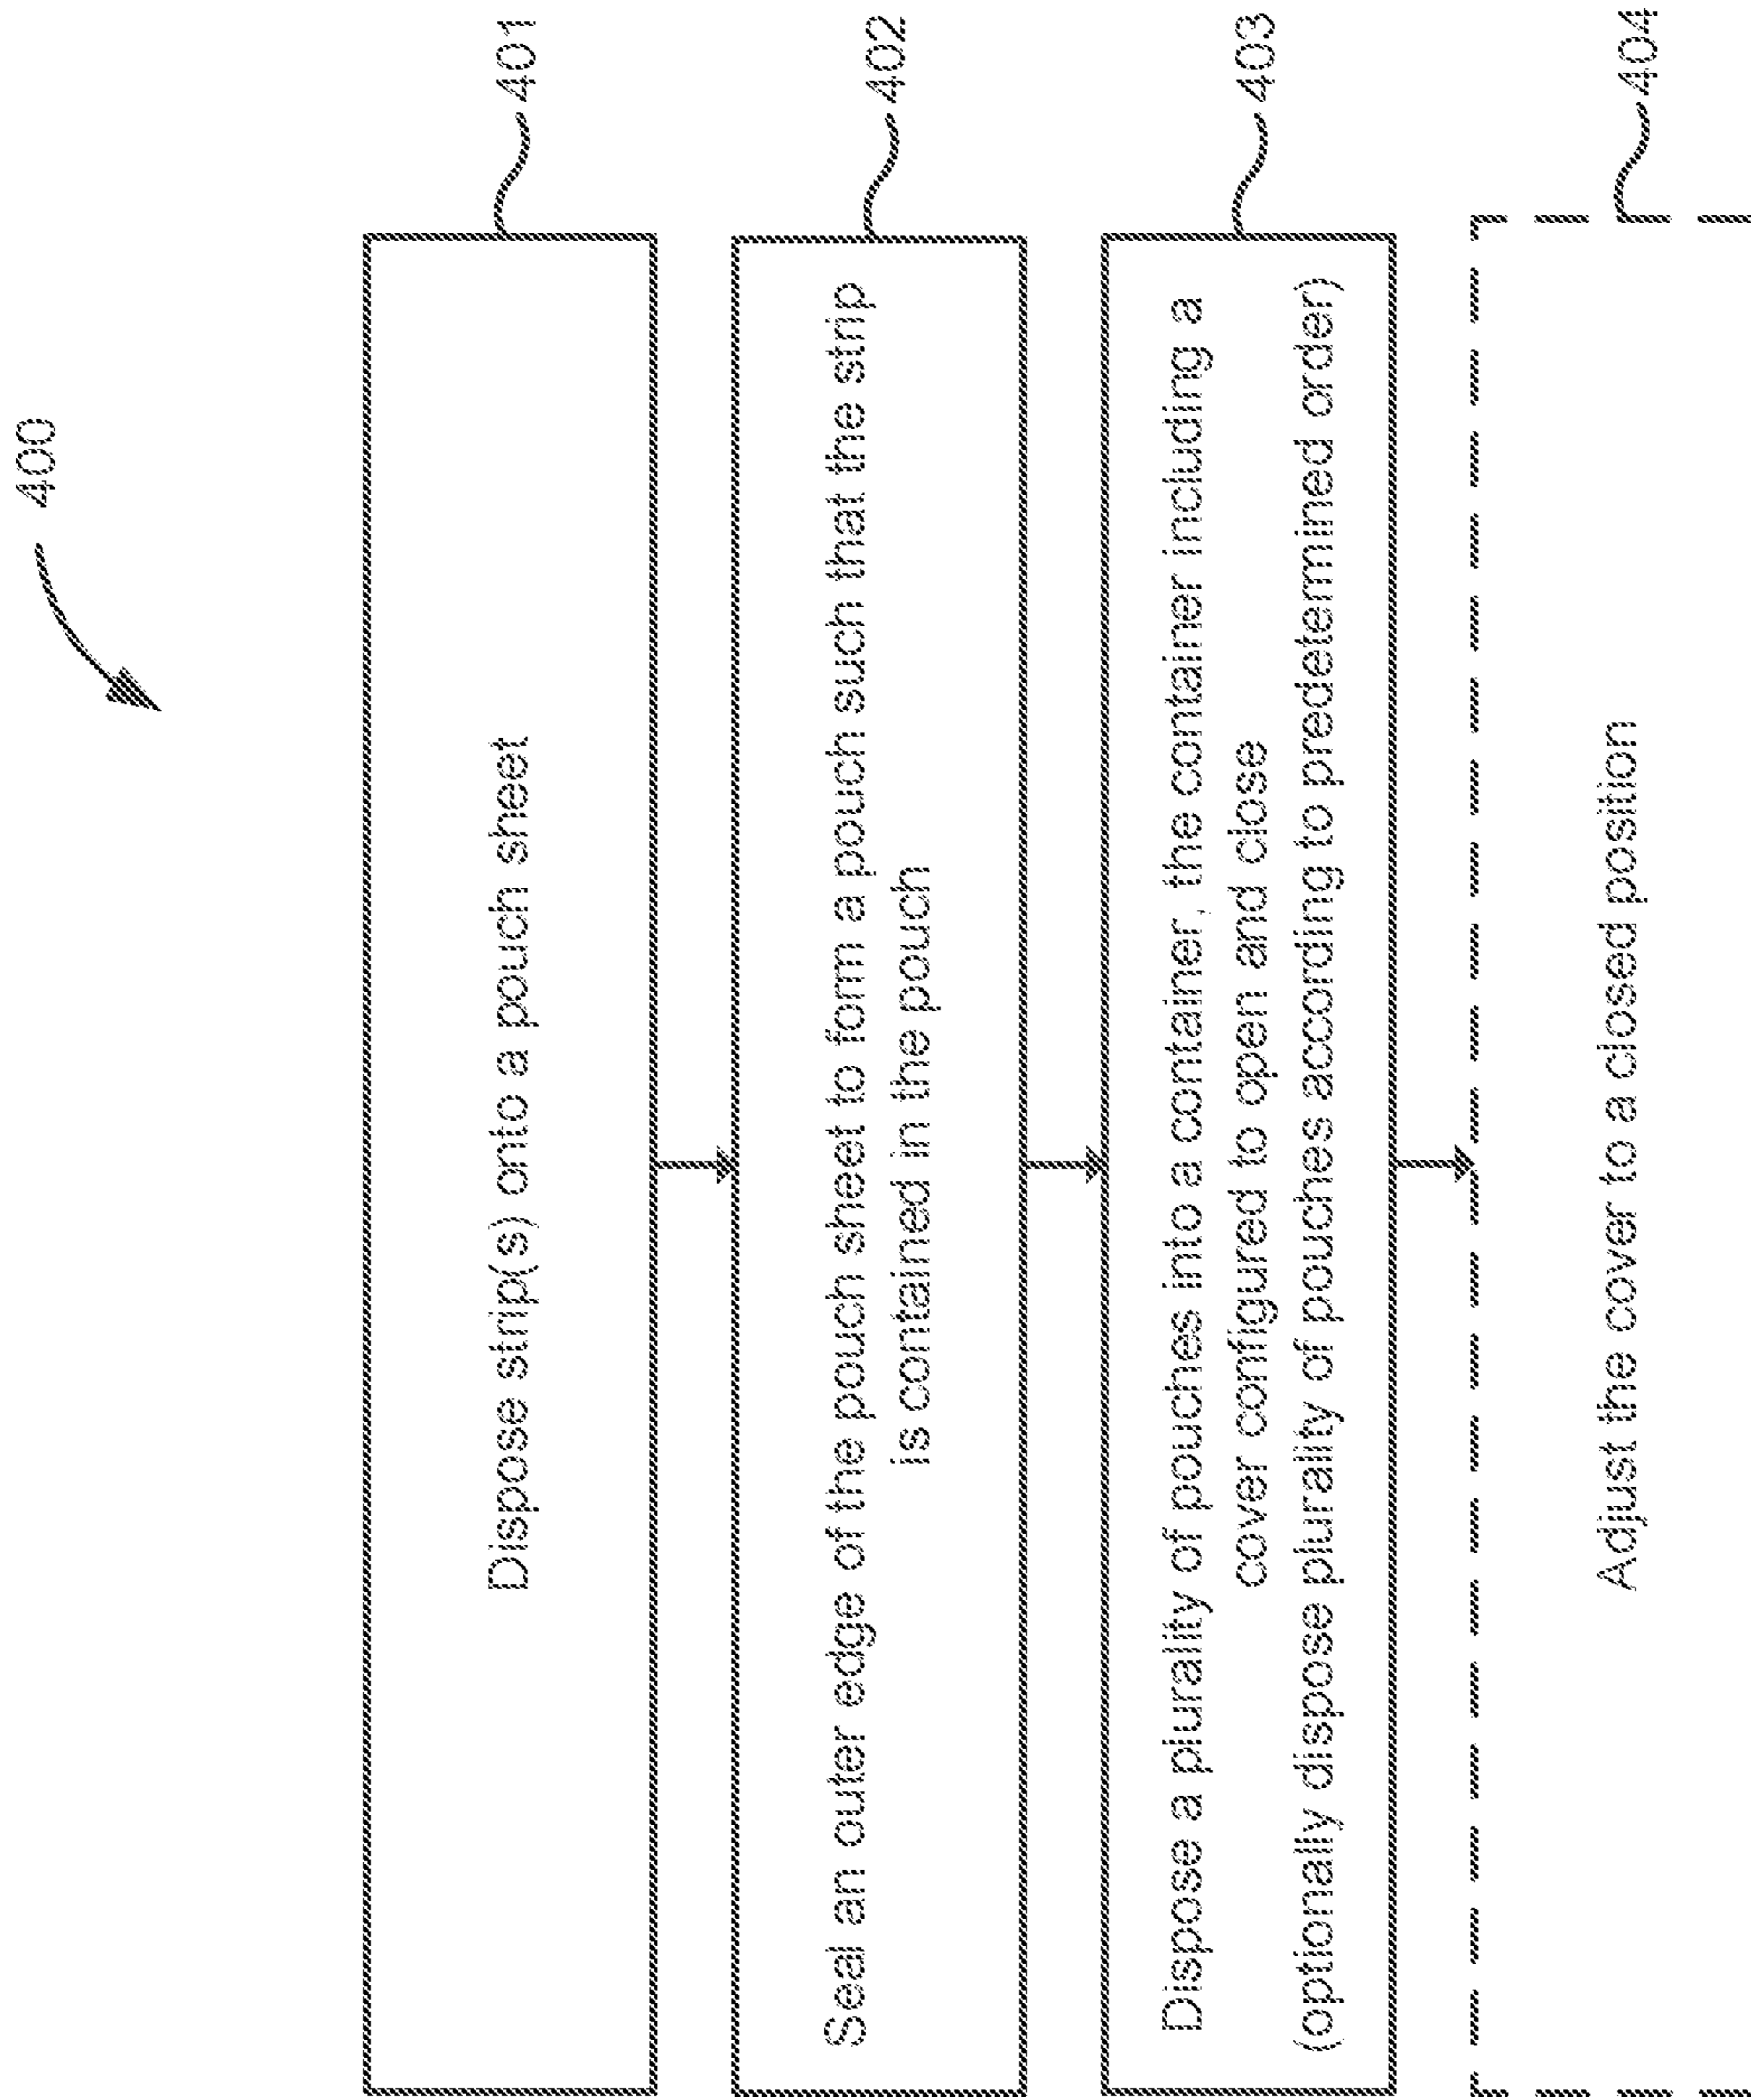 400
Dispose strip(s) onto a pouch sheet
401
Seal an outer edge of the pouch sheet to form a pouch such that the strip
is contained in the pouch
402
Dispose a plurality of pouches into a container, the container including a
cover configured to open and close
(optionally dispose plurality of pouches according to predetermined order)
403
Adjust the cover to a closed position
404